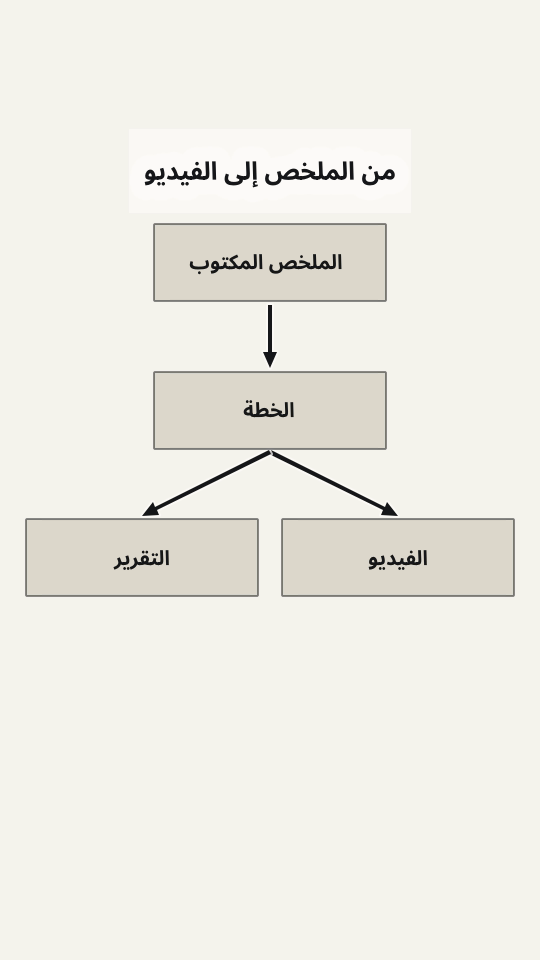 من الملخص إلى الفيديو
الملخص المكتوب
الخطة
الفيديو
التقرير